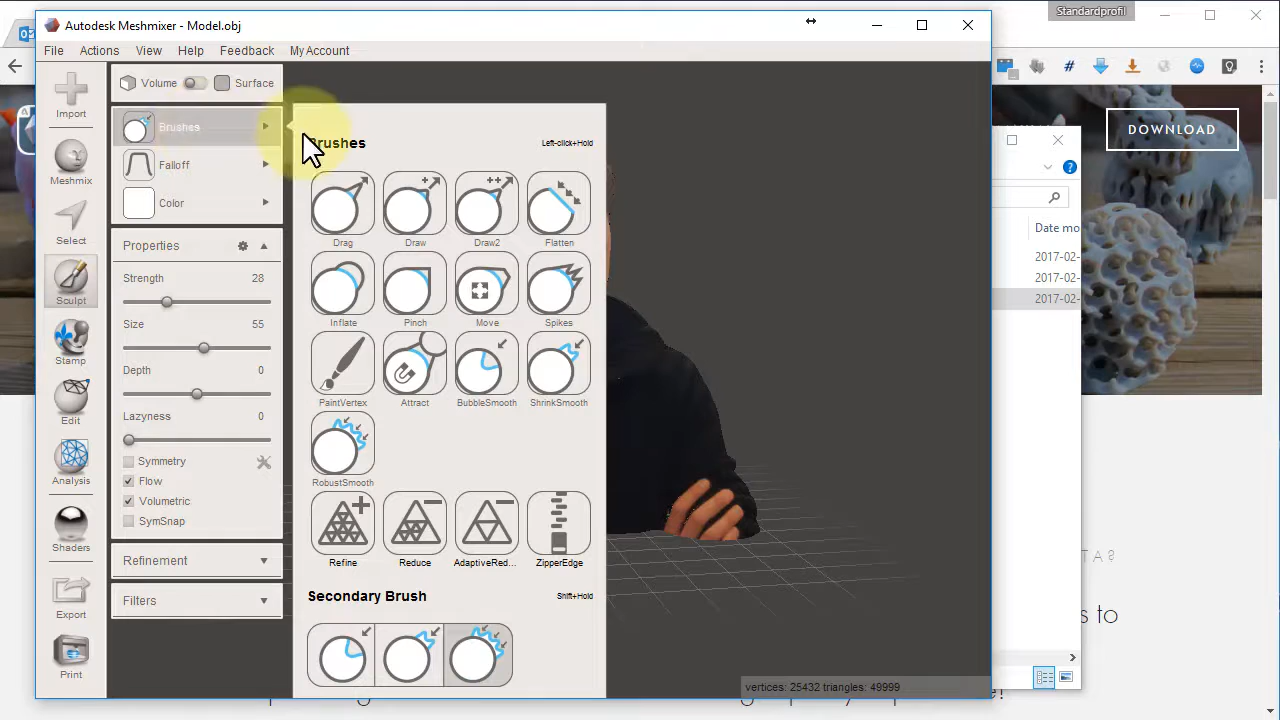 Standardprofil
Autodesk Meshmixer - Model.obj
File Actions View Help Feedback My Account
Import
Meshmix
Select
Sculpt
Stamp
Edit
Analysis
Shaders
Export
Print
Volume Surface
Brushes
Falloff
Color
Properties
Strength 28
Size 55
Depth 0
Lazyness 0
Symmetry
Flow
Volumetric
SymSnap
Refinement
Filters
Brushes Left-click+Hold
Drag Draw Draw2 Flatten
Inflate Pinch Move Spikes
PaintVertex Attract BubbleSmooth ShrinkSmooth
RobustSmooth
Refine Reduce AdaptiveRed... ZipperEdge
Secondary Brush Shift+Hold
vertices: 25432 triangles: 49999
DOWNLOAD
Date mo
2017-02-
2017-02-
2017-02-
TA?
s to